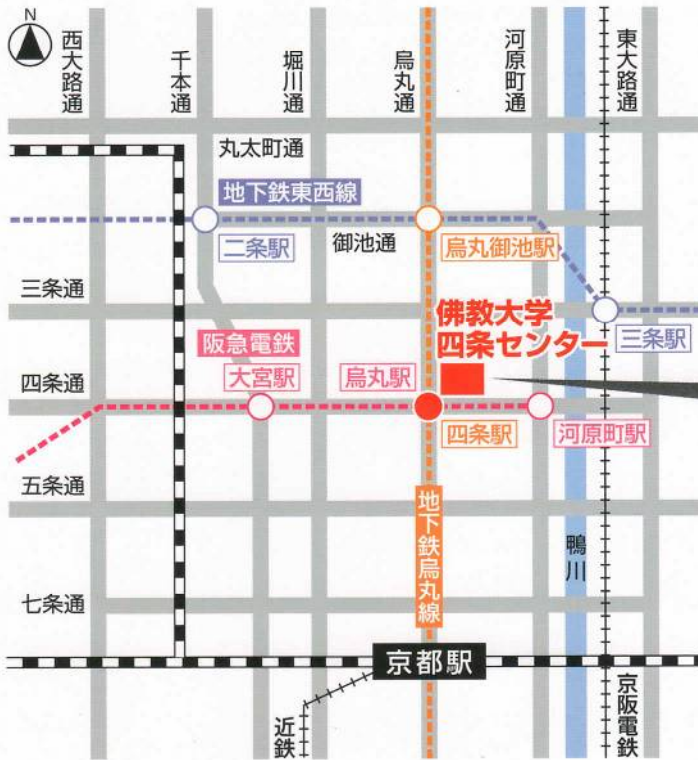 N
西大路通
千本通
堀川通
烏丸通
河原町通
東大路通
丸太町通
地下鉄東西線
二条駅
御池通
烏丸御池駅
三条通
佛教大学
四条センター
三条駅
阪急電鉄
四条通
大宮駅
烏丸駅
四条駅
河原町駅
五条通
地下鉄烏丸線
鴨川
七条通
京都駅
近鉄
京阪電鉄